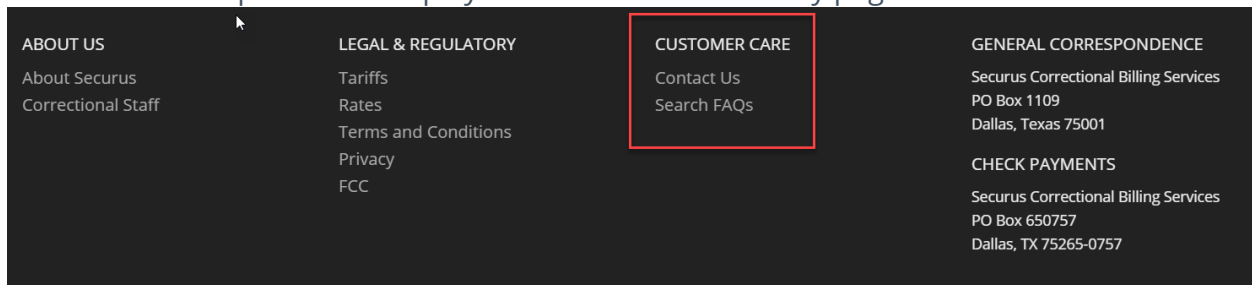 ABOUT US
About Securus
Correctional Staff
LEGAL & REGULATORY
Tariffs
Rates
Terms and Conditions
Privacy
FCC
CUSTOMER CARE
Contact Us
Search FAQs
GENERAL CORRESPONDENCE
Securus Correctional Billing Services
PO Box 1109
Dallas, Texas 75001
CHECK PAYMENTS
Securus Correctional Billing Services
PO Box 650757
Dallas, TX 75265-0757